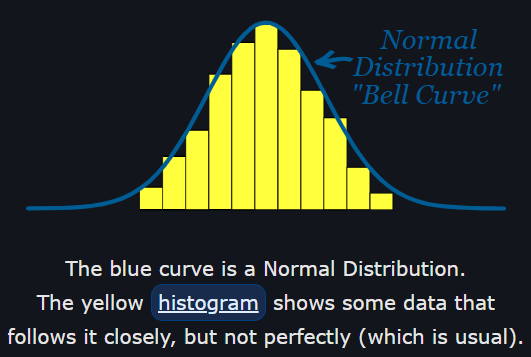 Normal
Distribution
"Bell Curve"
The blue curve is a Normal Distribution.
The yellow histogram shows some data that
follows it closely, but not perfectly (which is usual).